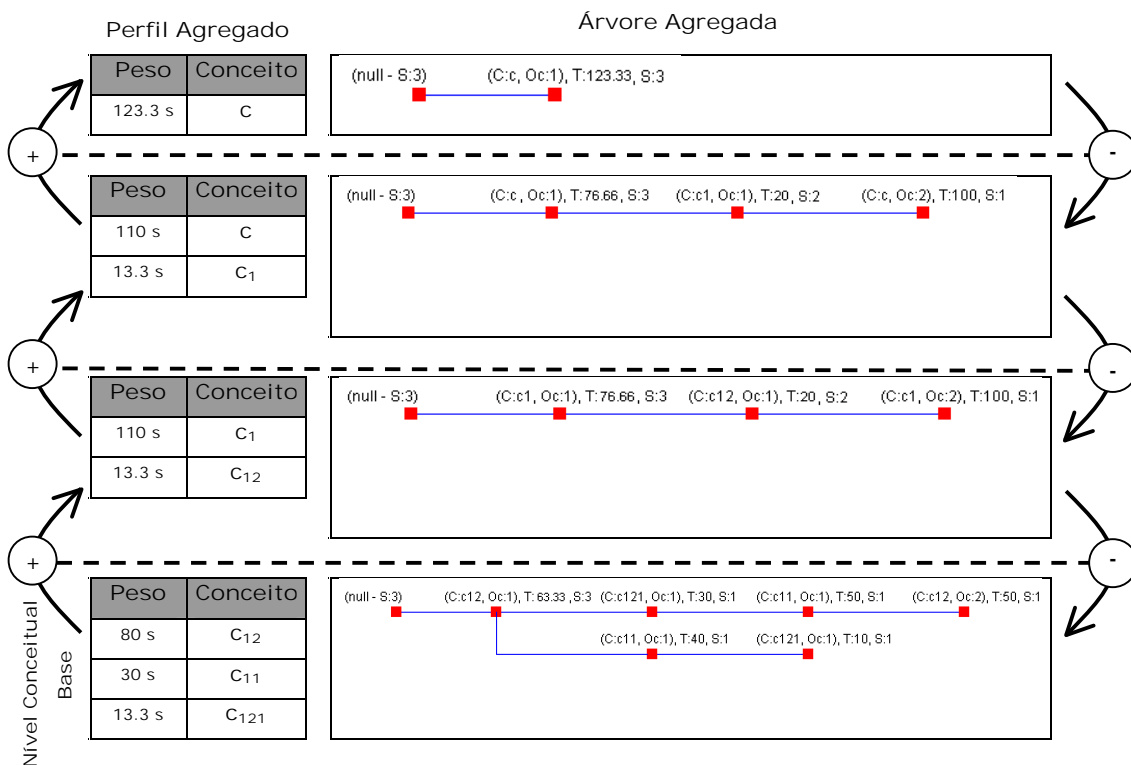 Perfil Agregado
Árvore Agregada
Peso Conceito
123.3 s C
(null - S:3) (C:c, Oc:1), T:123.33, S:3
+ -
Peso Conceito
110 s C
13.3 s C1
(null - S:3) (C:c, Oc:1), T:76.66, S:3 (C:c1, Oc:1), T:20, S:2 (C:c, Oc:2), T:100, S:1
+ -
Peso Conceito
110 s C1
13.3 s C12
(null - S:3) (C:c1, Oc:1), T:76.66, S:3 (C:c12, Oc:1), T:20, S:2 (C:c1, Oc:2), T:100, S:1
+ -
Nível Conceitual
Base
Peso Conceito
80 s C12
30 s C11
13.3 s C121
(null - S:3) (C:c12, Oc:1), T:63.33 ,S:3 (C:c121, Oc:1), T:30, S:1 (C:c11, Oc:1), T:50, S:1 (C:c12, Oc:2), T:50, S:1
(C:c11, Oc:1), T:40, S:1 (C:c121, Oc:1), T:10, S:1